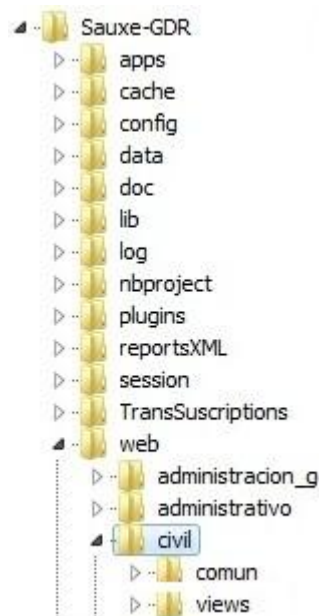 Sauxe-GDR
apps
cache
config
data
doc
lib
log
nbproject
plugins
reportsXML
session
TransSuscriptions
web
administracion_g
administrativo
civil
comun
views